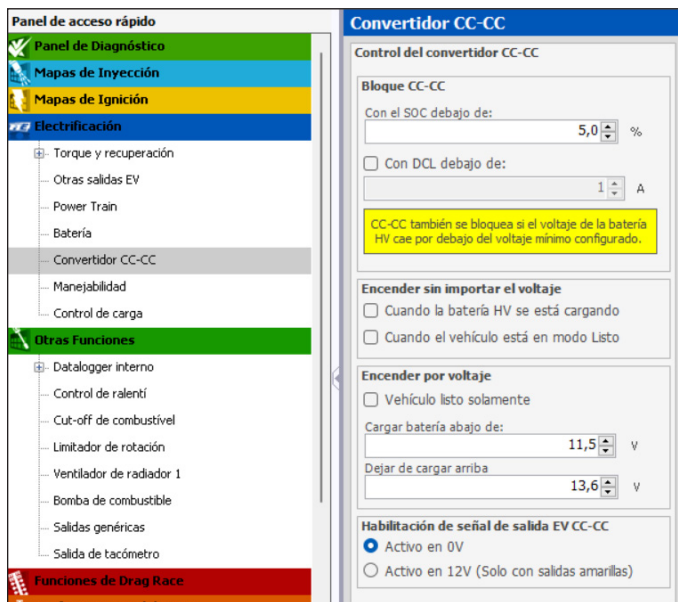 Panel de acceso rápido
Panel de Diagnóstico
Mapas de Inyección
Mapas de Ignición
Electrificación
Torque y recuperación
Otras salidas EV
Power Train
Batería
Convertidor CC-CC
Manejabilidad
Control de carga
Otras Funciones
Datalogger interno
Control de ralentí
Cut-off de combustível
Limitador de rotación
Ventilador de radiador 1
Bomba de combustible
Salidas genéricas
Salida de tacómetro
Funciones de Drag Race
Convertidor CC-CC
Control del convertidor CC-CC
Bloque CC-CC
Con el SOC debajo de:
5,0 %
Con DCL debajo de:
1 A
CC-CC también se bloquea si el voltaje de la batería
HV cae por debajo del voltaje mínimo configurado.
Encender sin importar el voltaje
Cuando la batería HV se está cargando
Cuando el vehículo está en modo Listo
Encender por voltaje
Vehículo listo solamente
Cargar batería abajo de:
11,5 V
Dejar de cargar arriba
13,6 V
Habilitación de señal de salida EV CC-CC
Activo en 0V
Activo en 12V (Solo con salidas amarillas)